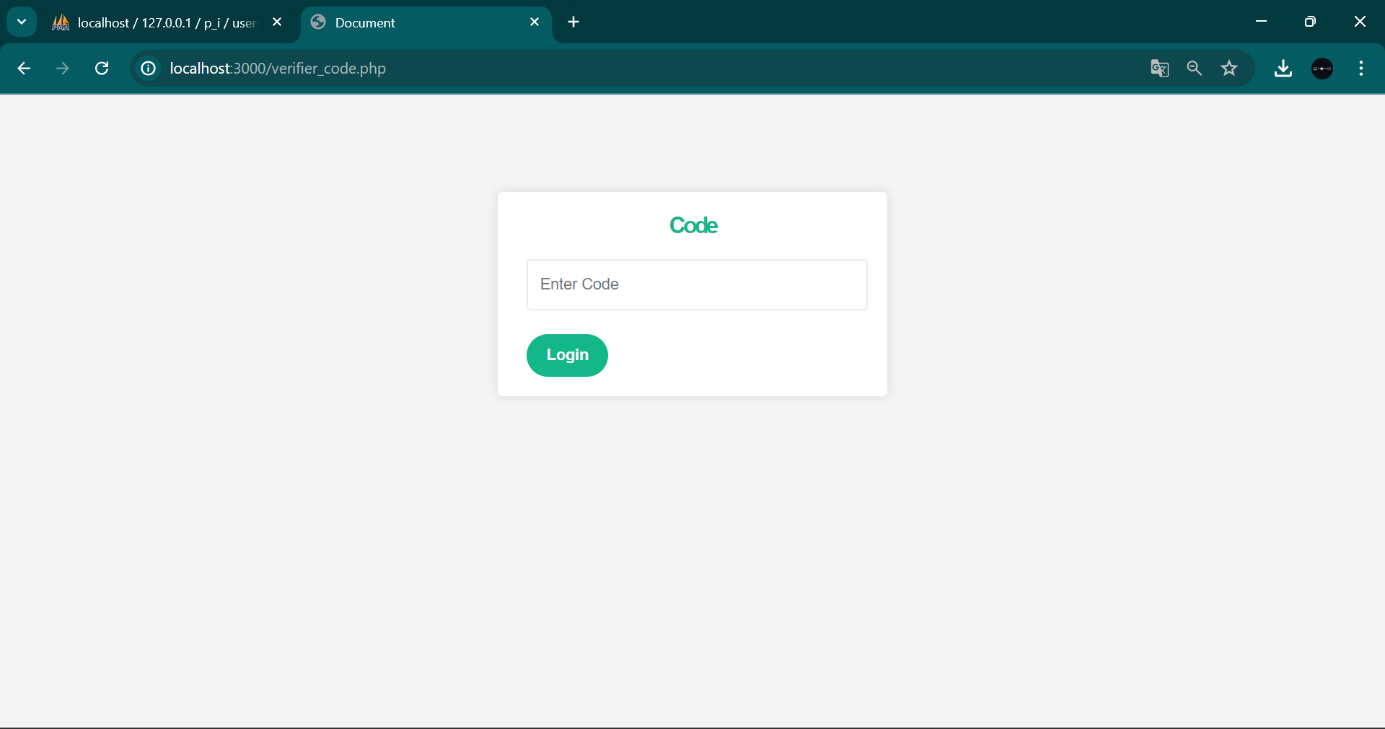 localhost / 127.0.0.1 / p_i / user
Document
localhost:3000/verifier_code.php
Code
Enter Code
Login